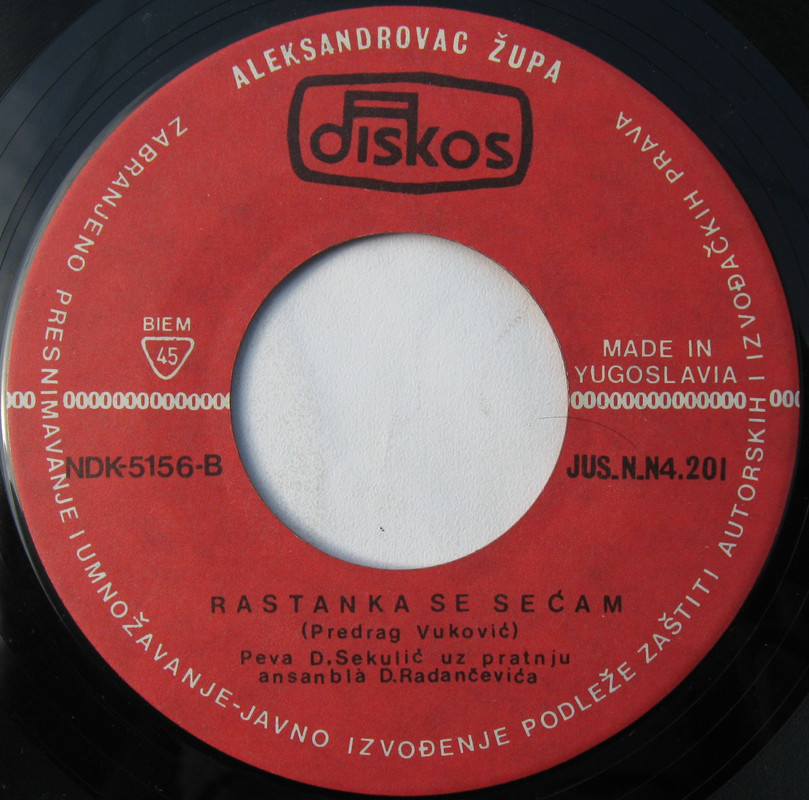 ALEKSANDROVAC ŽUPA
diskos
ZABRANJENO PRESNIMAVANJE I UMNOŽAVANJE-JAVNO IZVOĐENJE PODLEŽE ZAŠTITI AUTORSKIH I IZVOĐAČKIH PRAVA
BIEM
45
MADE IN
YUGOSLAVIA
NDK-5156-B
JUS.N.N4.201
RASTANKA SE SEĆAM
(Predrag Vuković)
Peva D.Sekulić uz pratnju
ansanblà D.Radančevića